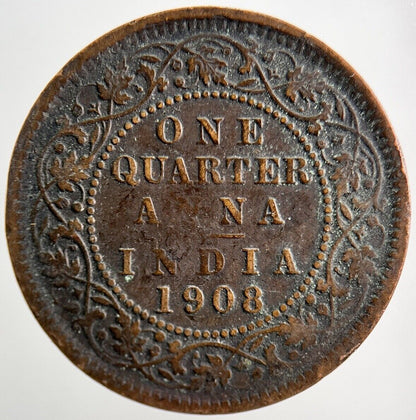 ONE
QUARTER
A NA
INDIA
1908